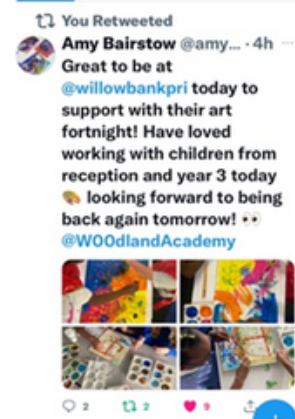 You Retweeted
Amy Bairstow @amy... · 4h
Great to be at
@willowbankpri today to
support with their art
fortnight! Have loved
working with children from
reception and year 3 today
🎨 looking forward to being
back again tomorrow! 👀
@WOOdlandAcademy
2 2 9